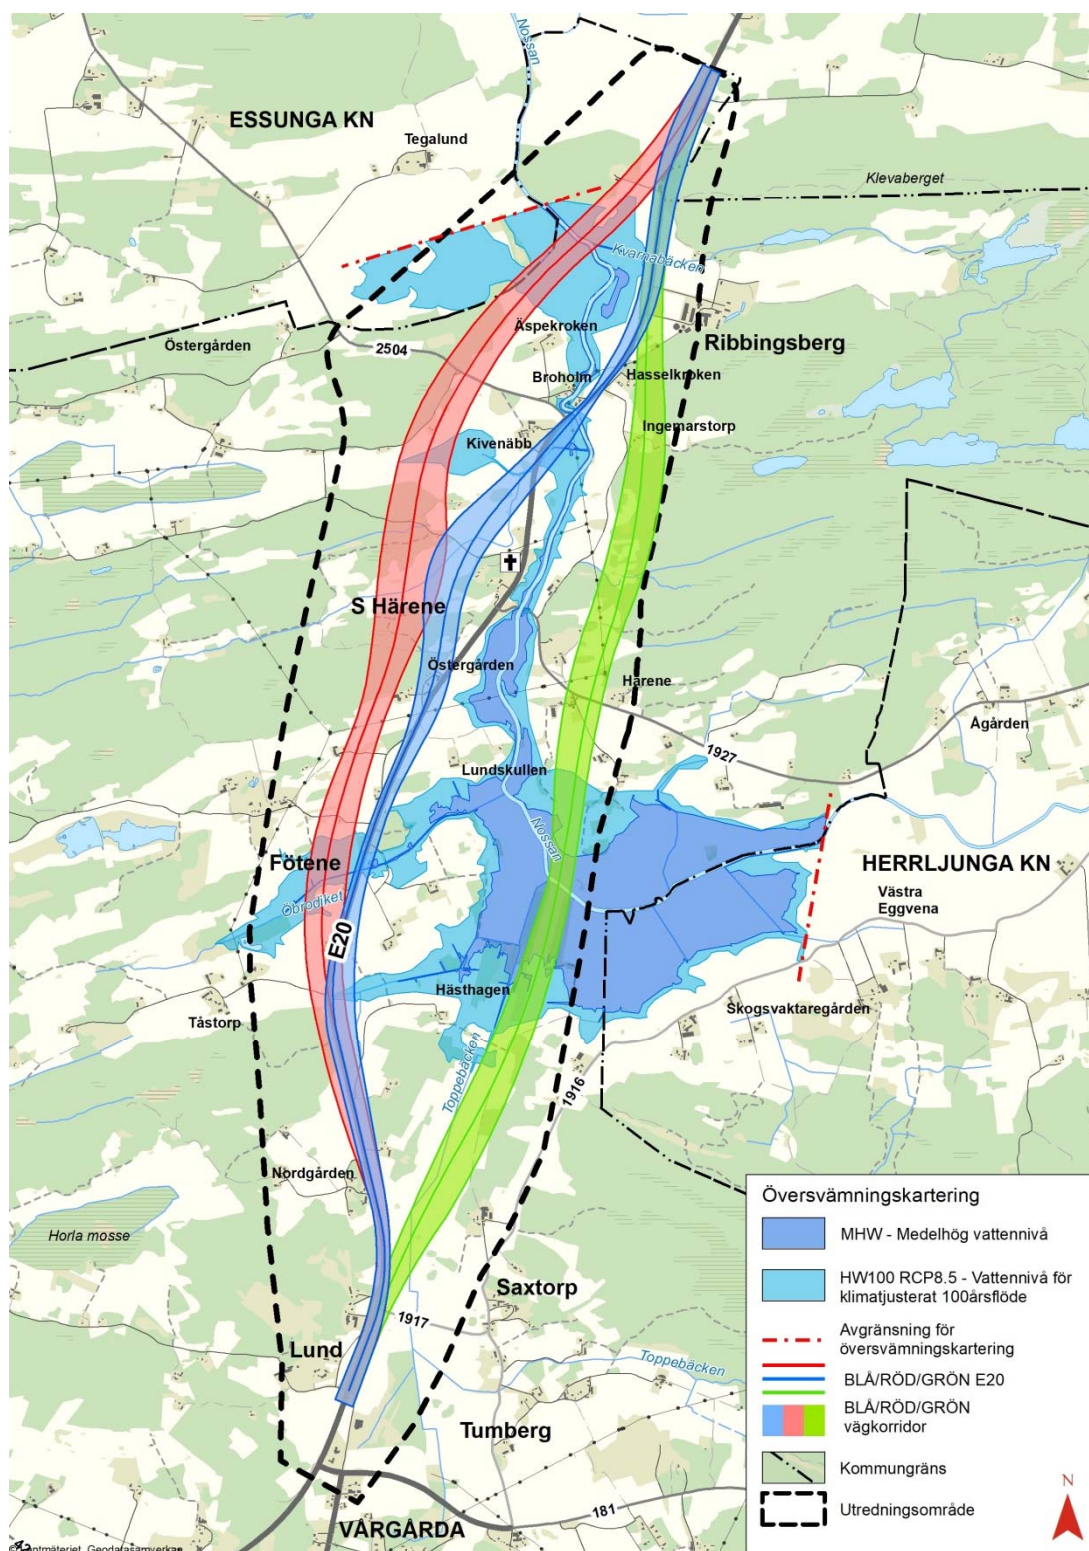 Nossan
ESSUNGA KN
Tegalund
Klevaberget
Kvarnabäcken
Äspekroken
Östergården
2504
Ribbingsberg
Broholm
Hasselkroken
Ingemarstorp
Kivenäbb
S Härene
Östergården
Härene
Ågården
1927
Lundskullen
Nossan
Fötene
HERRLJUNGA KN
Västra
Eggvena
Öbrodiket
E20
Hästhagen
Skogsvaktaregården
Tåstorp
Toppebäcken
1916
Nordgården
Horla mosse
Saxtorp
1917
Lund
Toppebäcken
Tumberg
181
VÅRGÅRDA
42
Översvämningskartering
MHW - Medelhög vattennivå
HW100 RCP8.5 - Vattennivå för
klimatjusterat 100årsflöde
Avgränsning för
översvämningskartering
BLÅ/RÖD/GRÖN E20
BLÅ/RÖD/GRÖN
vägkorridor
Kommungräns
Utredningsområde
N